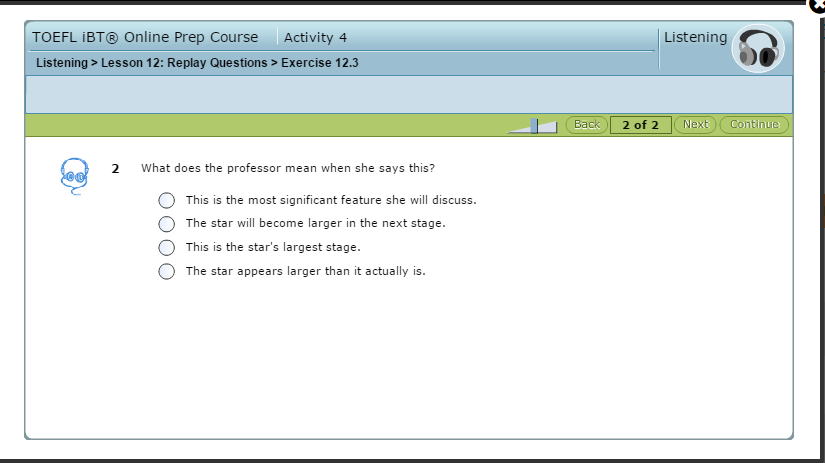 TOEFL iBT® Online Prep Course Activity 4 Listening
Listening > Lesson 12: Replay Questions > Exercise 12.3
Back 2 of 2 Next Continue
2 What does the professor mean when she says this?
This is the most significant feature she will discuss.
The star will become larger in the next stage.
This is the star's largest stage.
The star appears larger than it actually is.